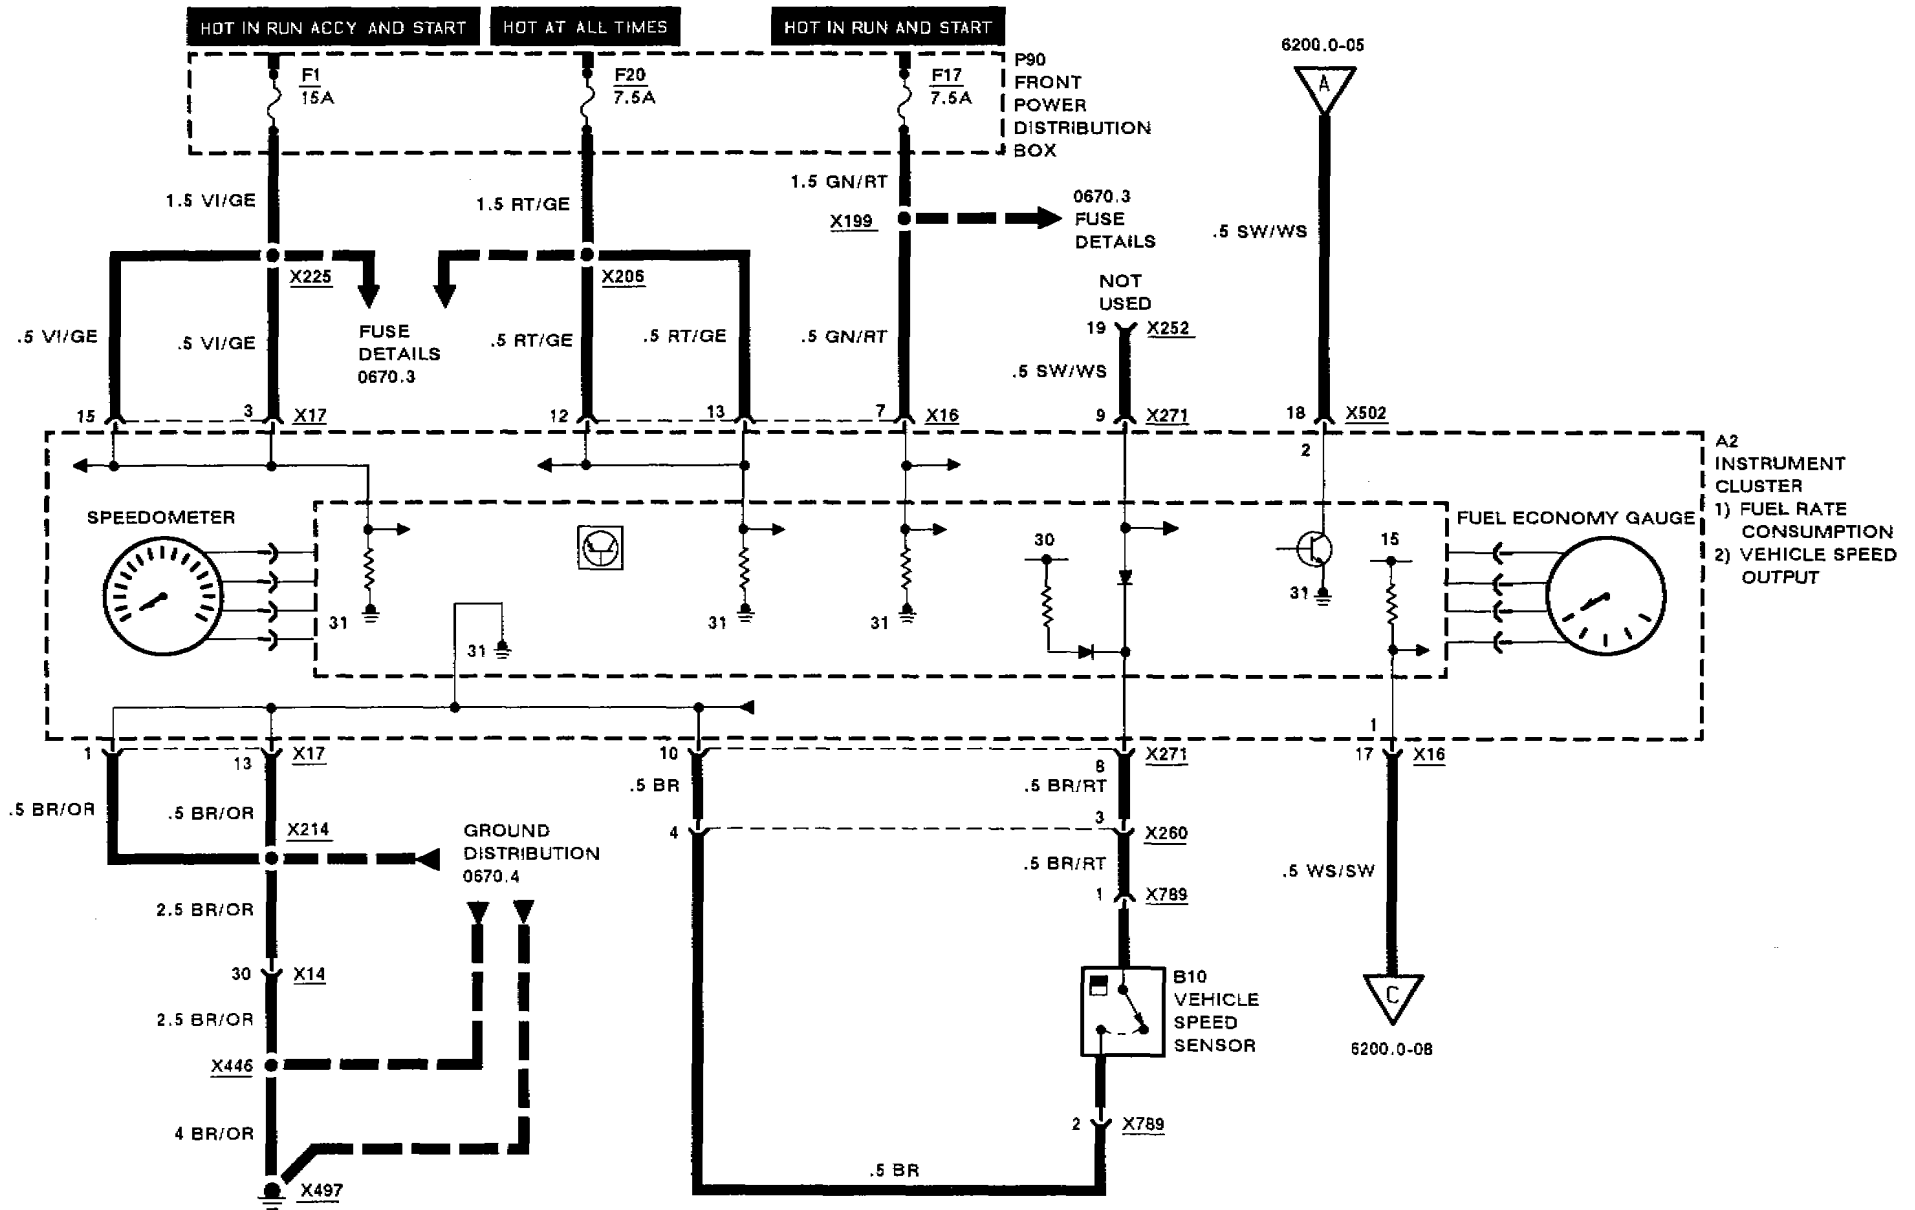 HOT IN RUN ACCY AND START
HOT AT ALL TIMES
HOT IN RUN AND START
6200.0-05
A
F1
15A
F20
7.5A
F17
7.5A
P90
FRONT
POWER
DISTRIBUTION
BOX
1.5 VI/GE
1.5 RT/GE
1.5 GN/RT
X199
0670.3
FUSE
DETAILS
.5 SW/WS
X225
X206
NOT
USED
19
X252
.5 VI/GE
.5 VI/GE
FUSE
DETAILS
0670.3
.5 RT/GE
.5 RT/GE
.5 GN/RT
.5 SW/WS
15
3
X17
12
13
7
X16
9
X271
18
X502
2
A2
INSTRUMENT
CLUSTER
1) FUEL RATE
CONSUMPTION
2) VEHICLE SPEED
OUTPUT
SPEEDOMETER
FUEL ECONOMY GAUGE
30
15
31
31
31
31
31
1
1
13
X17
10
8
X271
17
X16
.5 BR/OR
.5 BR/OR
.5 BR
.5 BR/RT
X214
GROUND
DISTRIBUTION
0670.4
4
3
X260
.5 BR/RT
.5 WS/SW
1
X789
2.5 BR/OR
30
X14
B10
VEHICLE
SPEED
SENSOR
C
6200.0-08
2.5 BR/OR
X446
4 BR/OR
2
X789
.5 BR
X497